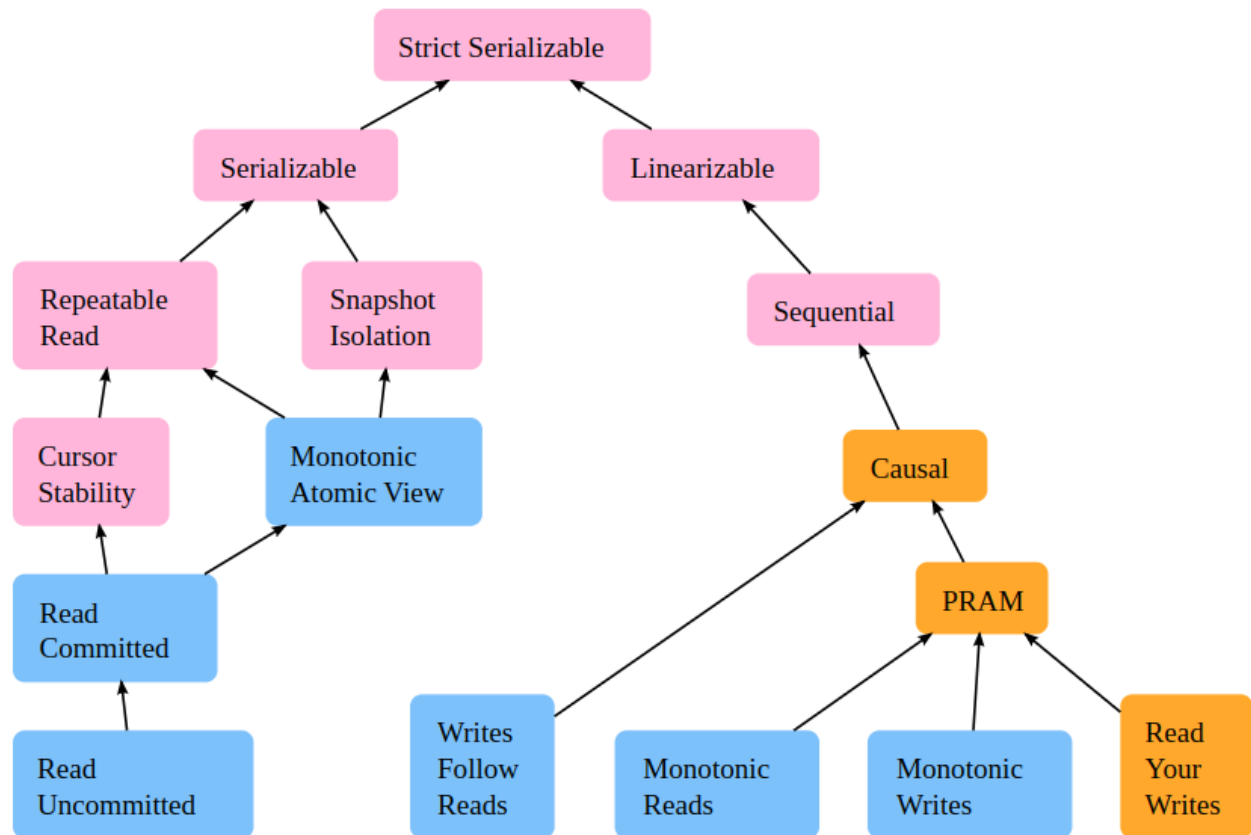 Strict Serializable
Serializable
Linearizable
Repeatable
Read
Snapshot
Isolation
Sequential
Cursor
Stability
Monotonic
Atomic View
Causal
Read
Committed
PRAM
Read
Uncommitted
Writes
Follow
Reads
Monotonic
Reads
Monotonic
Writes
Read
Your
Writes